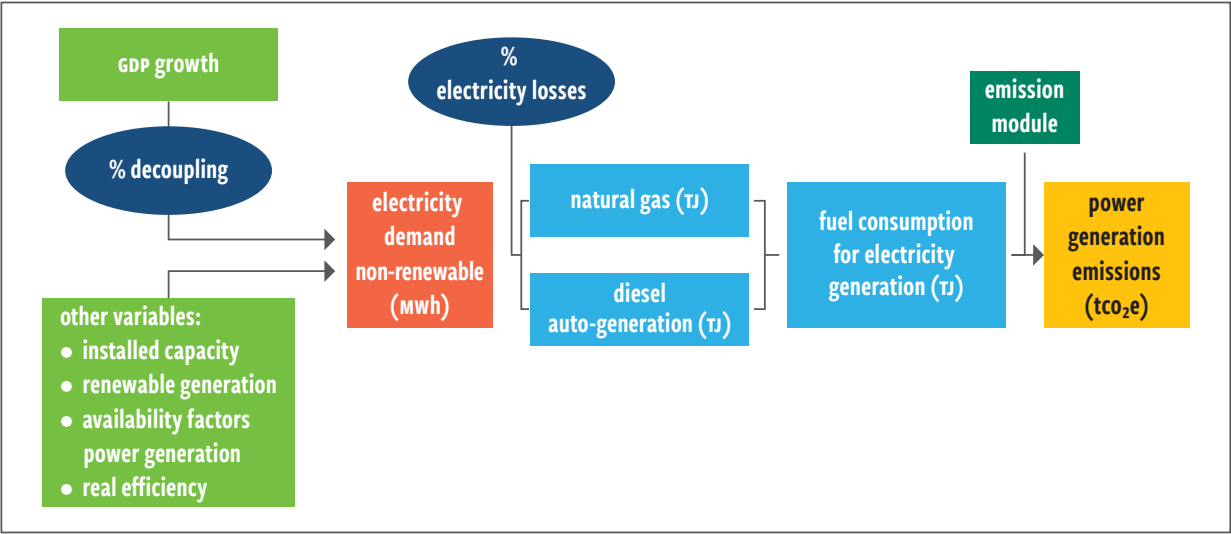 GDP growth
% decoupling
other variables:
● installed capacity
● renewable generation
● availability factors
power generation
● real efficiency
electricity
demand
non-renewable
(MWh)
%
electricity losses
natural gas (TJ)
diesel
auto-generation (TJ)
fuel consumption
for electricity
generation (TJ)
emission
module
power
generation
emissions
(tco₂e)